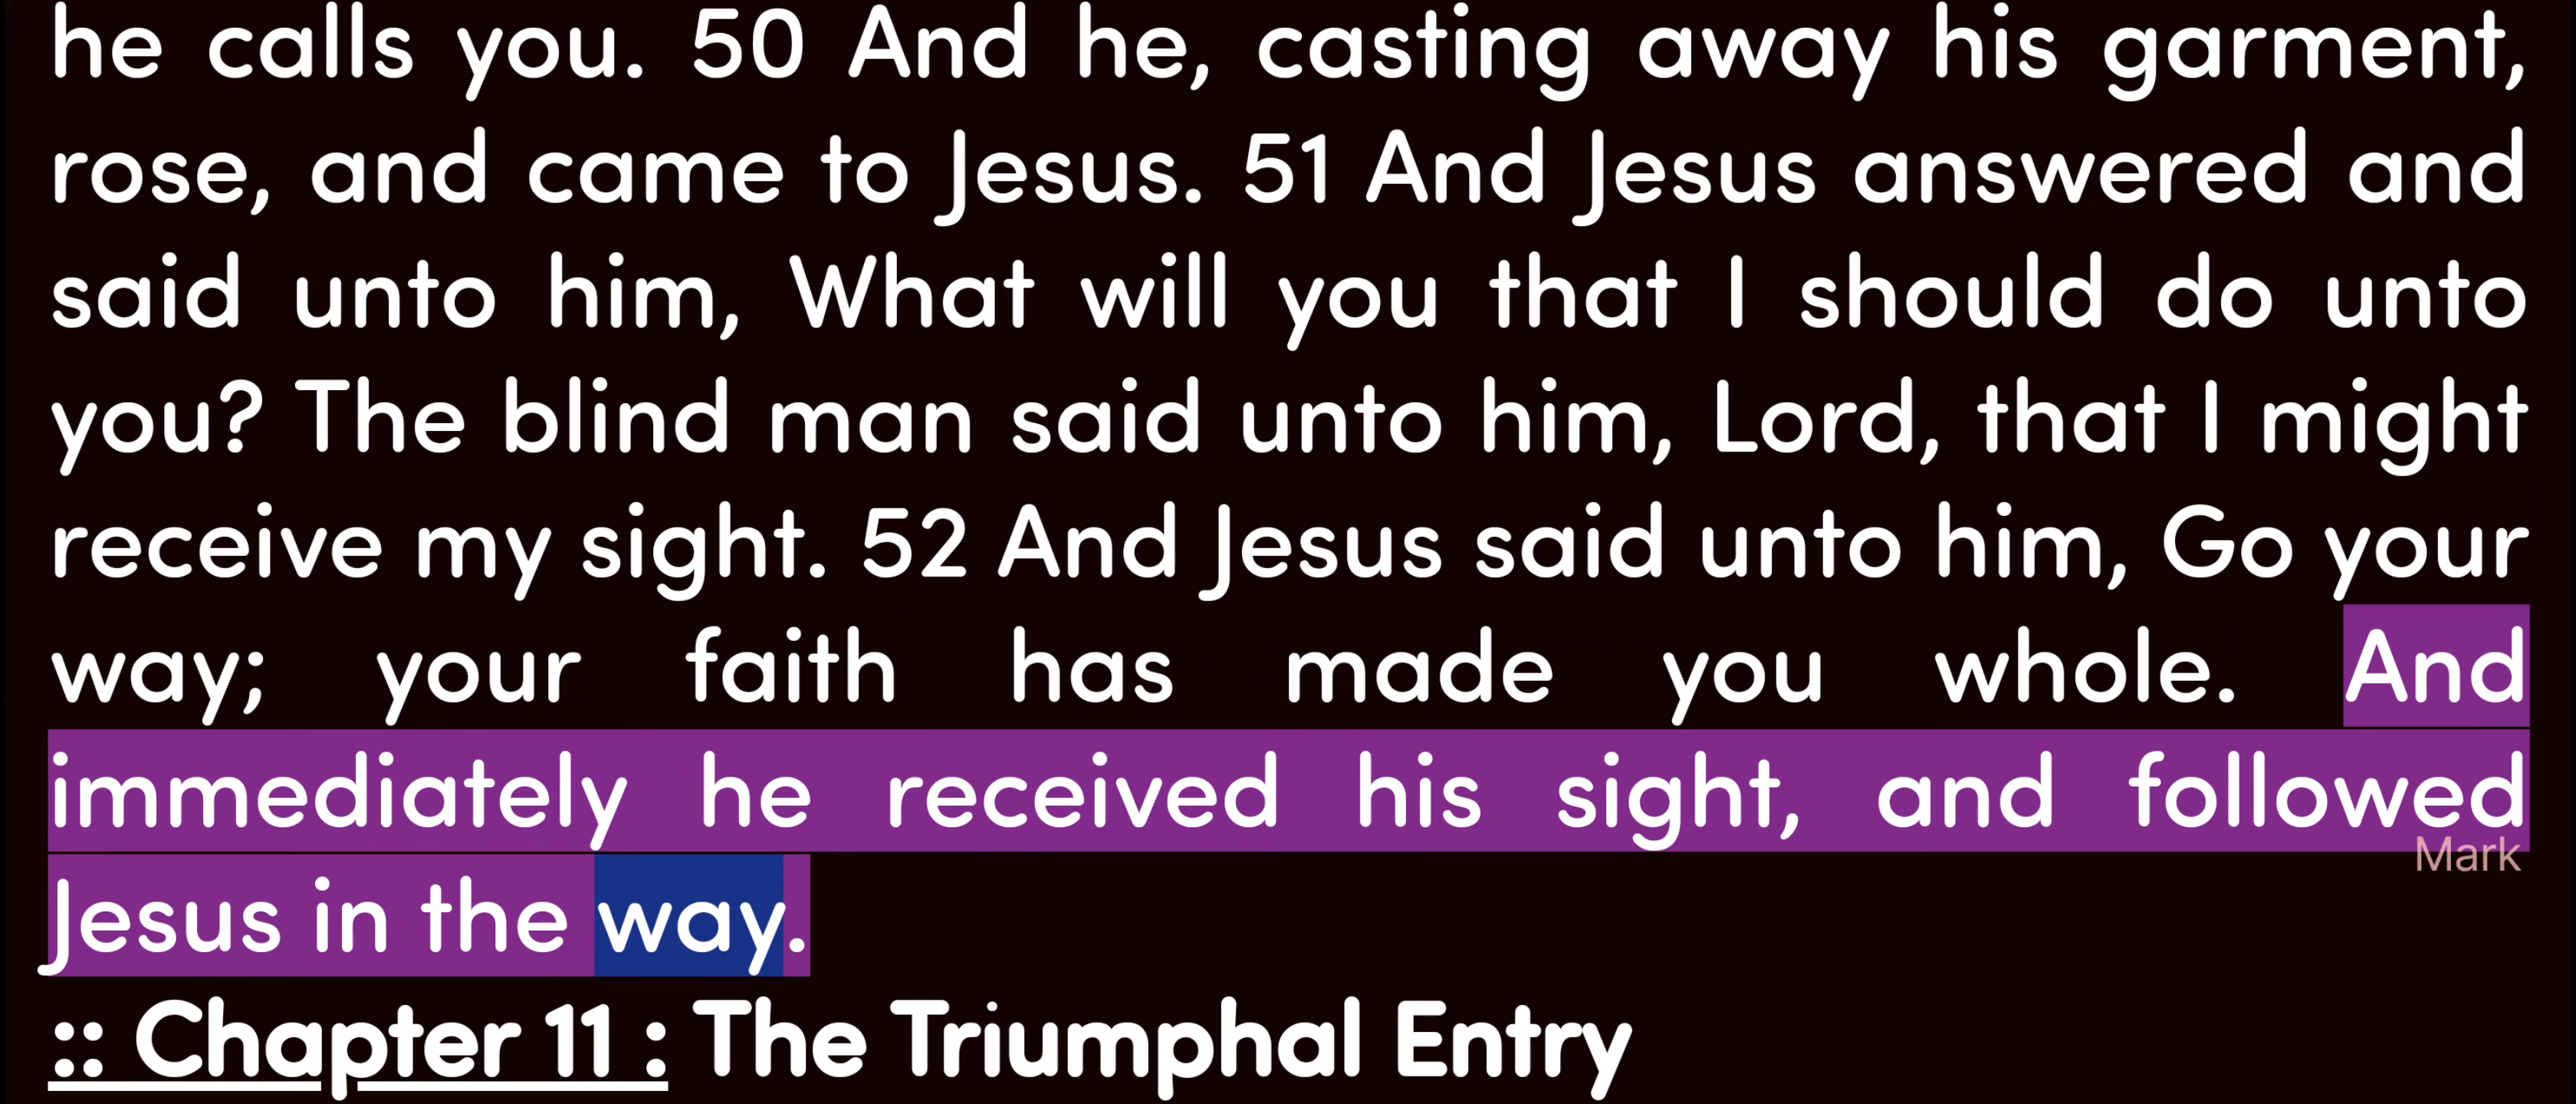 he calls you. 50 And he, casting away his garment,
rose, and came to Jesus. 51 And Jesus answered and
said unto him, What will you that I should do unto
you? The blind man said unto him, Lord, that I might
receive my sight. 52 And Jesus said unto him, Go your
way; your faith has made you whole. And
immediately he received his sight, and followed
Mark
Jesus in the way.
:: Chapter 11 : The Triumphal Entry